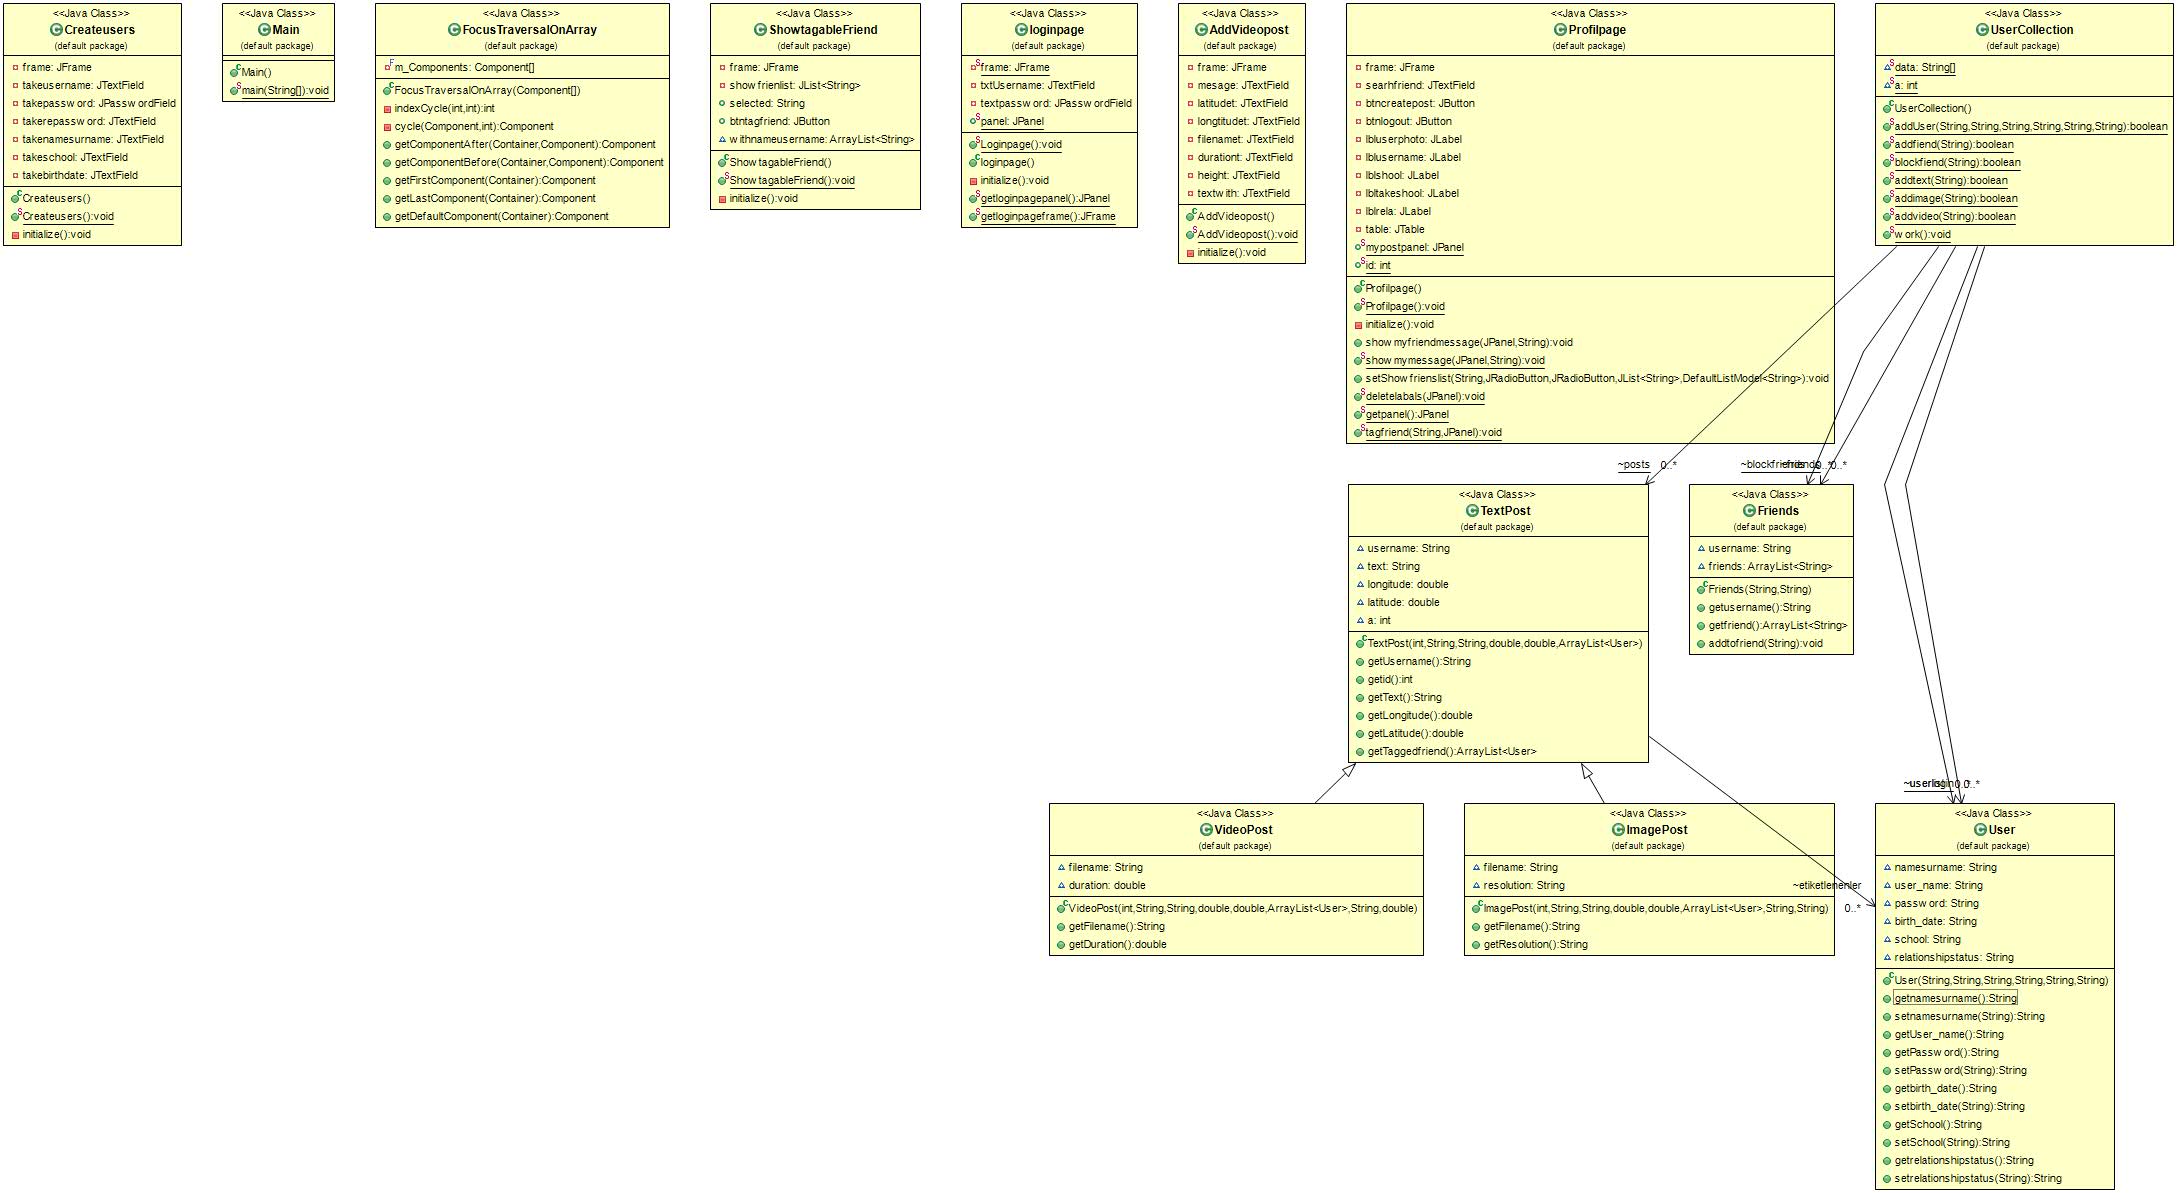 <<Java Class>>
Createusers
(default package)
frame: JFrame
takeusername: JTextField
takepassword: JPasswordField
takerepassword: JTextField
takenamesurname: JTextField
takeschool: JTextField
takebirthdate: JTextField
Createusers()
Createusers():void
initialize():void
<<Java Class>>
Main
(default package)
Main()
main(String[]):void
<<Java Class>>
FocusTraversalOnArray
(default package)
m_Components: Component[]
FocusTraversalOnArray(Component[])
indexCycle(int,int):int
cycle(Component,int):Component
getComponentAfter(Container,Component):Component
getComponentBefore(Container,Component):Component
getFirstComponent(Container):Component
getLastComponent(Container):Component
getDefaultComponent(Container):Component
<<Java Class>>
ShowtagableFriend
(default package)
frame: JFrame
showfrienlist: JList<String>
selected: String
btntagfriend: JButton
withnameusername: ArrayList<String>
ShowtagableFriend()
ShowtagableFriend():void
initialize():void
<<Java Class>>
loginpage
(default package)
frame: JFrame
txtUsername: JTextField
textpassword: JPasswordField
panel: JPanel
Loginpage():void
loginpage()
initialize():void
getloginpagepanel():JPanel
getloginpageframe():JFrame
<<Java Class>>
AddVideopost
(default package)
frame: JFrame
mesage: JTextField
latitudet: JTextField
longtitudet: JTextField
filenamet: JTextField
durationt: JTextField
height: JTextField
textwith: JTextField
AddVideopost()
AddVideopost():void
initialize():void
<<Java Class>>
Profilpage
(default package)
frame: JFrame
searhfriend: JTextField
btncreatepost: JButton
btnlogout: JButton
lbluserphoto: JLabel
lblusername: JLabel
lblshool: JLabel
lbltakeshool: JLabel
lblrela: JLabel
table: JTable
mypostpanel: JPanel
id: int
Profilpage()
Profilpage():void
initialize():void
showmyfriendmessage(JPanel,String):void
showmymessage(JPanel,String):void
setShowfrienslist(String,JRadioButton,JRadioButton,JList<String>,DefaultListModel<String>):void
deletelabals(JPanel):void
getpanel():JPanel
tagfriend(String,JPanel):void
<<Java Class>>
UserCollection
(default package)
data: String[]
a: int
UserCollection()
addUser(String,String,String,String,String,String):boolean
addfiend(String):boolean
blockfiend(String):boolean
addtext(String):boolean
addimage(String):boolean
addvideo(String):boolean
work():void
~posts 0..*
0..*
<<Java Class>>
TextPost
(default package)
username: String
text: String
longitude: double
latitude: double
a: int
TextPost(int,String,String,double,double,ArrayList<User>)
getUsername():String
getid():int
getText():String
getLongitude():double
getLatitude():double
getTaggedfriend():ArrayList<User>
<<Java Class>>
Friends
(default package)
username: String
friends: ArrayList<String>
Friends(String,String)
getusername():String
getfriend():ArrayList<String>
addtofriend(String):void
0..*
<<Java Class>>
VideoPost
(default package)
filename: String
duration: double
VideoPost(int,String,String,double,double,ArrayList<User>,String,double)
getFilename():String
getDuration():double
<<Java Class>>
ImagePost
(default package)
filename: String
resolution: String
ImagePost(int,String,String,double,double,ArrayList<User>,String,String)
getFilename():String
getResolution():String
~etiketlenenler
0..*
<<Java Class>>
User
(default package)
namesurname: String
user_name: String
password: String
birth_date: String
school: String
relationshipstatus: String
User(String,String,String,String,String,String)
getnamesurname():String
setnamesurname(String):String
getUser_name():String
getPassword():String
setPassword(String):String
getbirth_date():String
setbirth_date(String):String
getSchool():String
setSchool(String):String
getrelationshipstatus():String
setrelationshipstatus(String):String